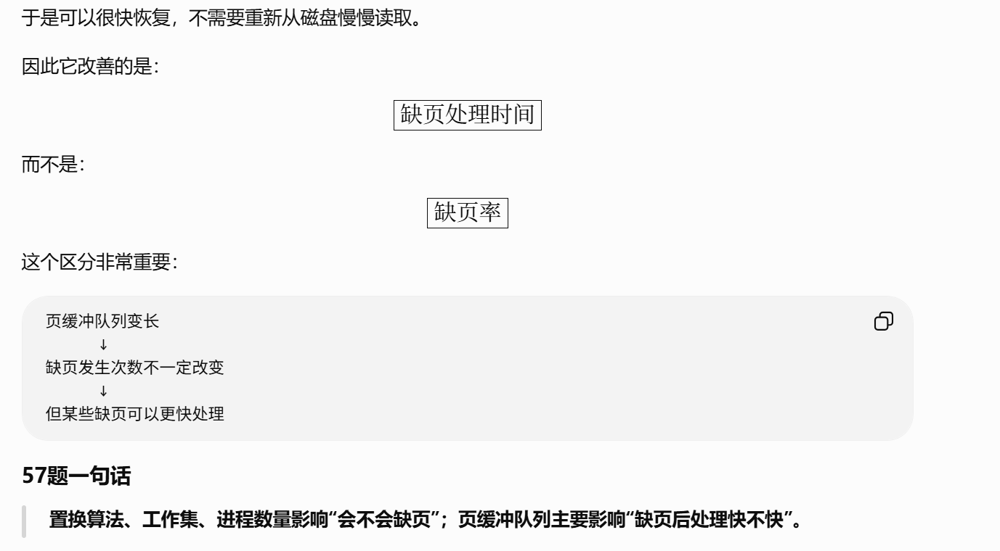 于是可以很快恢复，不需要重新从磁盘慢慢读取。
因此它改善的是：
缺页处理时间
而不是：
缺页率
这个区分非常重要：
页缓冲队列变长
↓
缺页发生次数不一定改变
↓
但某些缺页可以更快处理
57题一句话
置换算法、工作集、进程数量影响“会不会缺页”；页缓冲队列主要影响“缺页后处理快不快”。